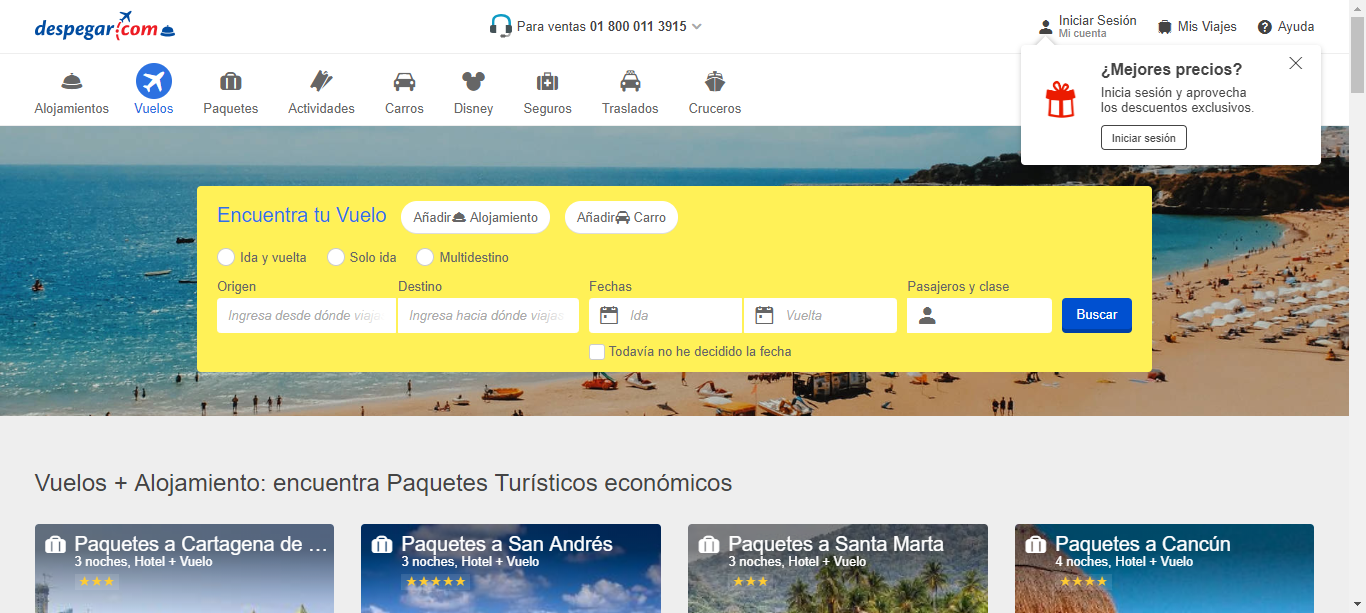 despegar.com
Para ventas 01 800 011 3915
Iniciar Sesión
Mi cuenta
Mis Viajes
Ayuda
¿Mejores precios?
Inicia sesión y aprovecha
los descuentos exclusivos.
Iniciar sesión
Alojamientos
Vuelos
Paquetes
Actividades
Carros
Disney
Seguros
Traslados
Cruceros
Encuentra tu Vuelo
Añadir Alojamiento
Añadir Carro
Ida y vuelta
Solo ida
Multidestino
Origen
Destino
Fechas
Pasajeros y clase
Ingresa desde dónde viaja
Ingresa hacia dónde viajas
Ida
Vuelta
Buscar
Todavía no he decidido la fecha
Vuelos + Alojamiento: encuentra Paquetes Turísticos económicos
Paquetes a Cartagena de ...
3 noches, Hotel + Vuelo
Paquetes a San Andrés
3 noches, Hotel + Vuelo
Paquetes a Santa Marta
3 noches, Hotel + Vuelo
Paquetes a Cancún
4 noches, Hotel + Vuelo